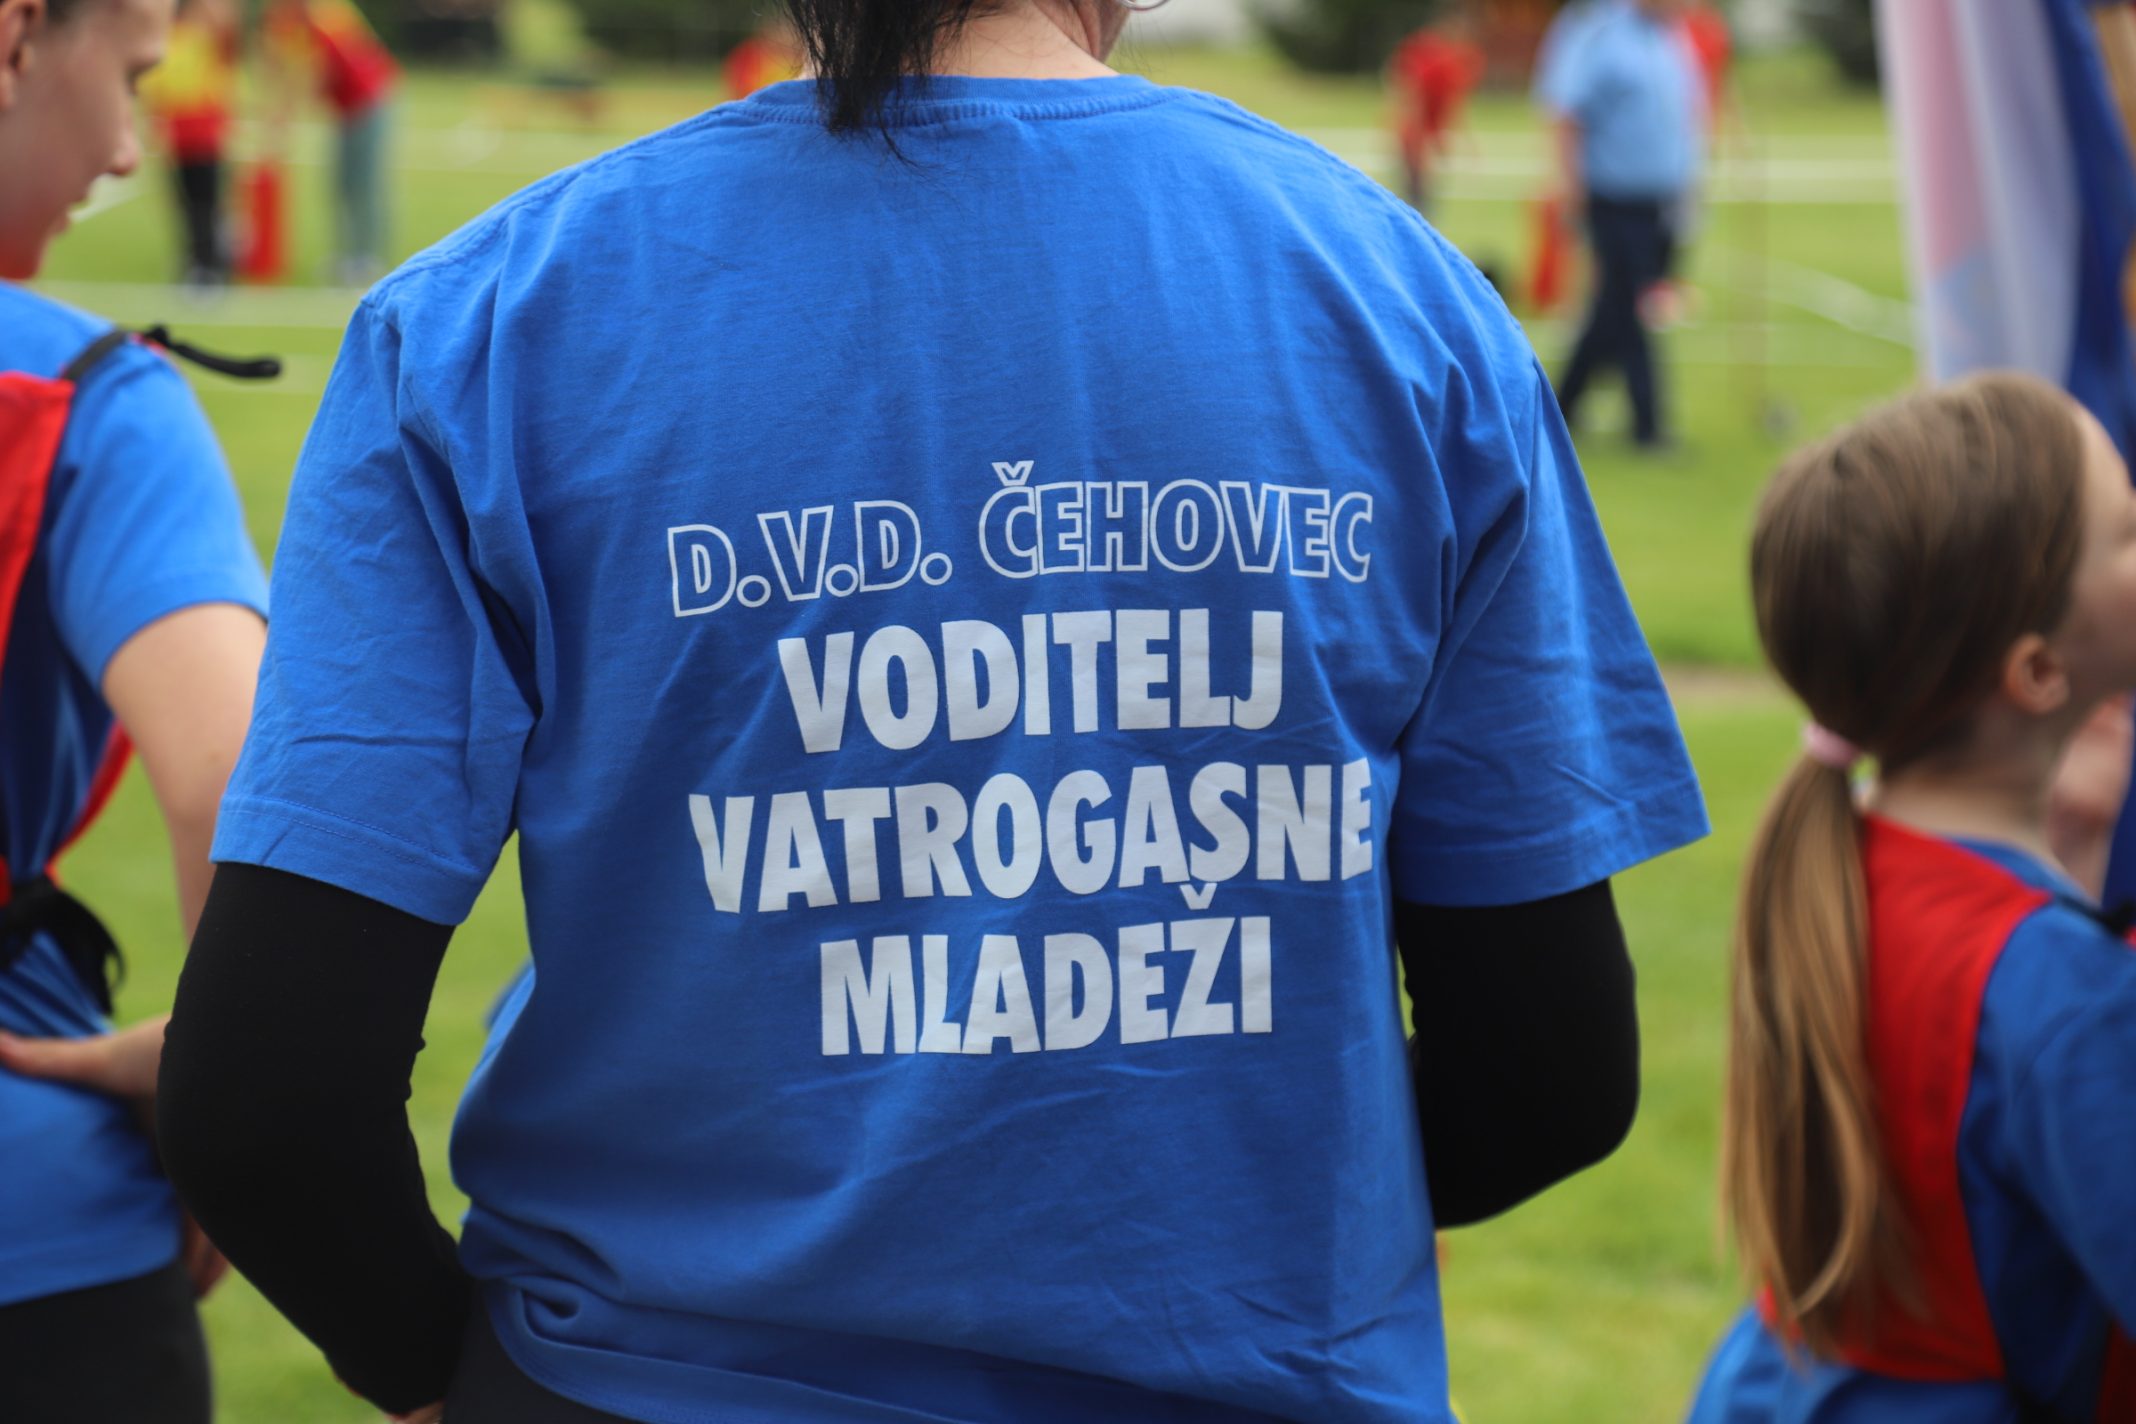 D.V.D. ČEHOVEC
VODITELJ
VATROGASNE
MLADEŽI